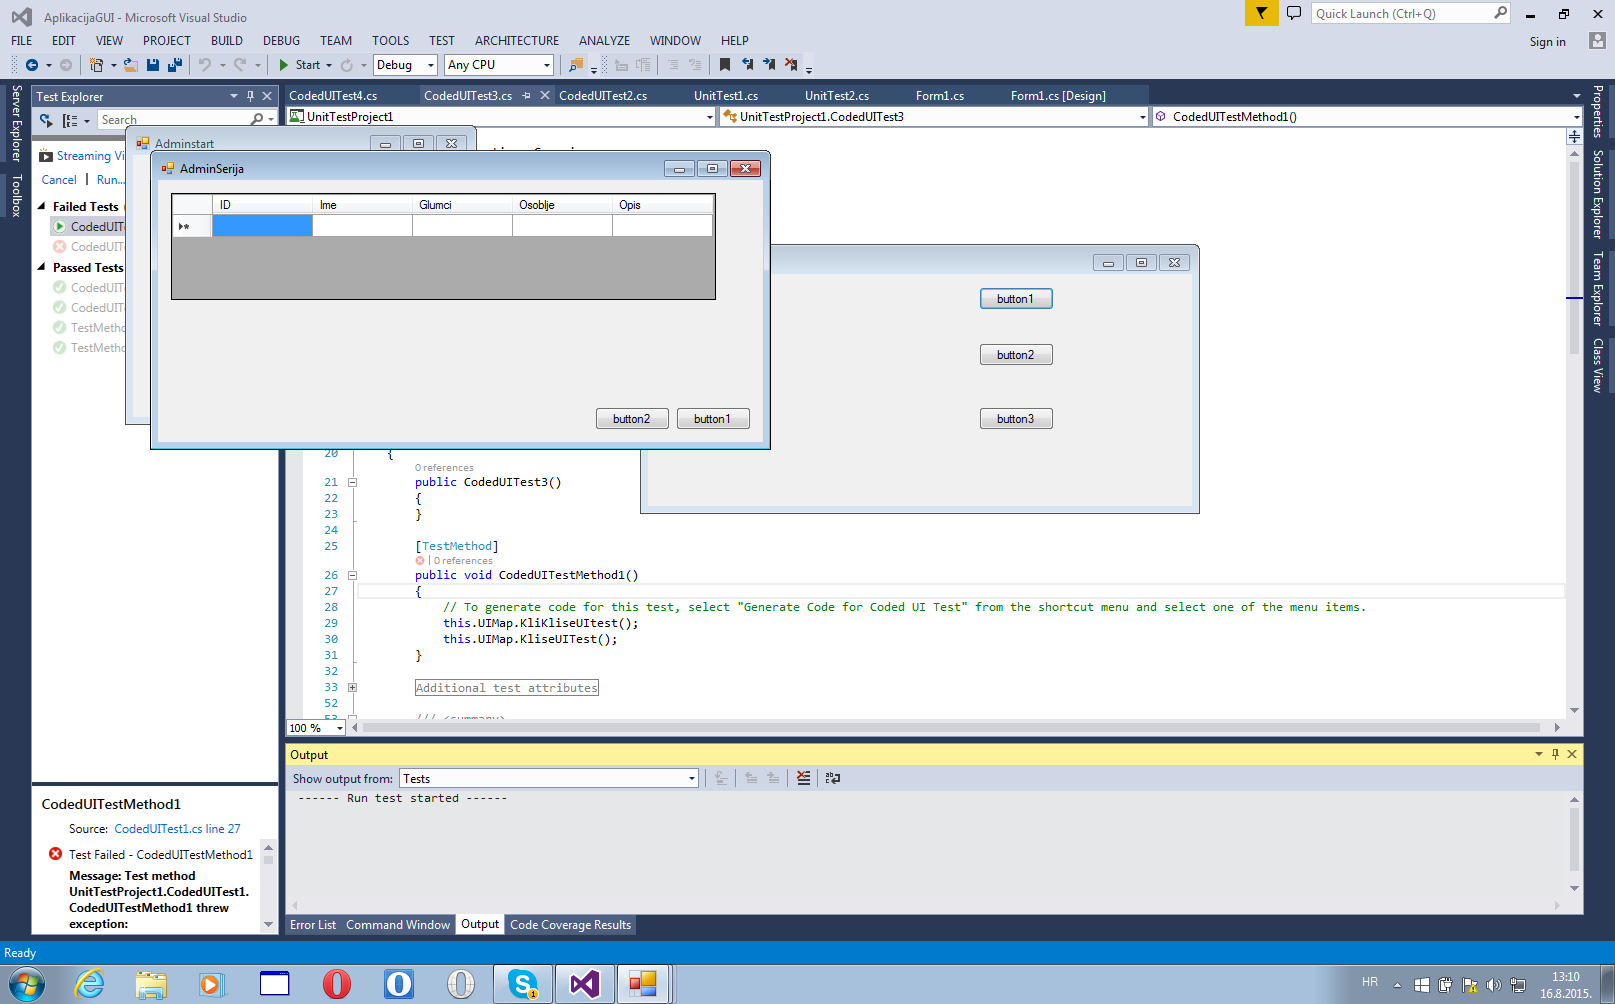 AplikacijaGUI - Microsoft Visual Studio
Quick Launch (Ctrl+Q)
FILE EDIT VIEW PROJECT BUILD DEBUG TEAM TOOLS TEST ARCHITECTURE ANALYZE WINDOW HELP
Sign in
Start Debug Any CPU
Server Explorer
Toolbox
Test Explorer
Search
Streaming Vi
Cancel | Run...
Failed Tests
CodedUIT
CodedUIT
Passed Tests
CodedUIT
CodedUIT
TestMetho
TestMetho
CodedUITest4.cs CodedUITest3.cs CodedUITest2.cs UnitTest1.cs UnitTest2.cs Form1.cs Form1.cs [Design]
UnitTestProject1 UnitTestProject1.CodedUITest3 CodedUITestMethod1()
Adminstart
AdminSerija
ID Ime Glumci Osoblje Opis
button2 button1
button1
button2
button3
20 {
0 references
21 public CodedUITest3()
22 {
23 }
24
25 [TestMethod]
| 0 references
26 public void CodedUITestMethod1()
27 {
28 // To generate code for this test, select "Generate Code for Coded UI Test" from the shortcut menu and select one of the menu items.
29 this.UIMap.KliKliseUItest();
30 this.UIMap.KliseUITest();
31 }
32
33 Additional test attributes
52
53 /// <summary>
100 %
Properties
Solution Explorer
Team Explorer
Class View
Output
Show output from: Tests
------ Run test started ------
Error List Command Window Output Code Coverage Results
CodedUITestMethod1
Source: CodedUITest1.cs line 27
Test Failed - CodedUITestMethod1
Message: Test method
UnitTestProject1.CodedUITest1.
CodedUITestMethod1 threw
exception:
Ready
HR
13:10
16.8.2015.